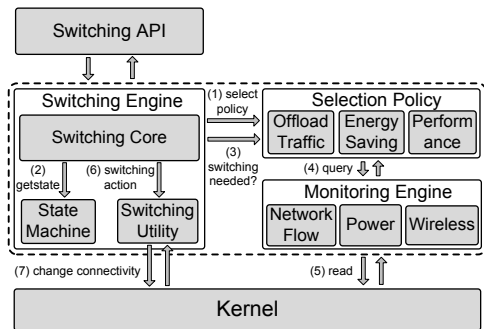 Switching API
Switching Engine
Switching Core
(2)
getstate
(6) switching
action
State
Machine
Switching
Utility
(1) select
policy
(3)
switching
needed?
Selection Policy
Offload
Traffic
Energy
Saving
Perform
ance
(4) query
Monitoring Engine
Network
Flow
Power
Wireless
(7) change connectivity
(5) read
Kernel